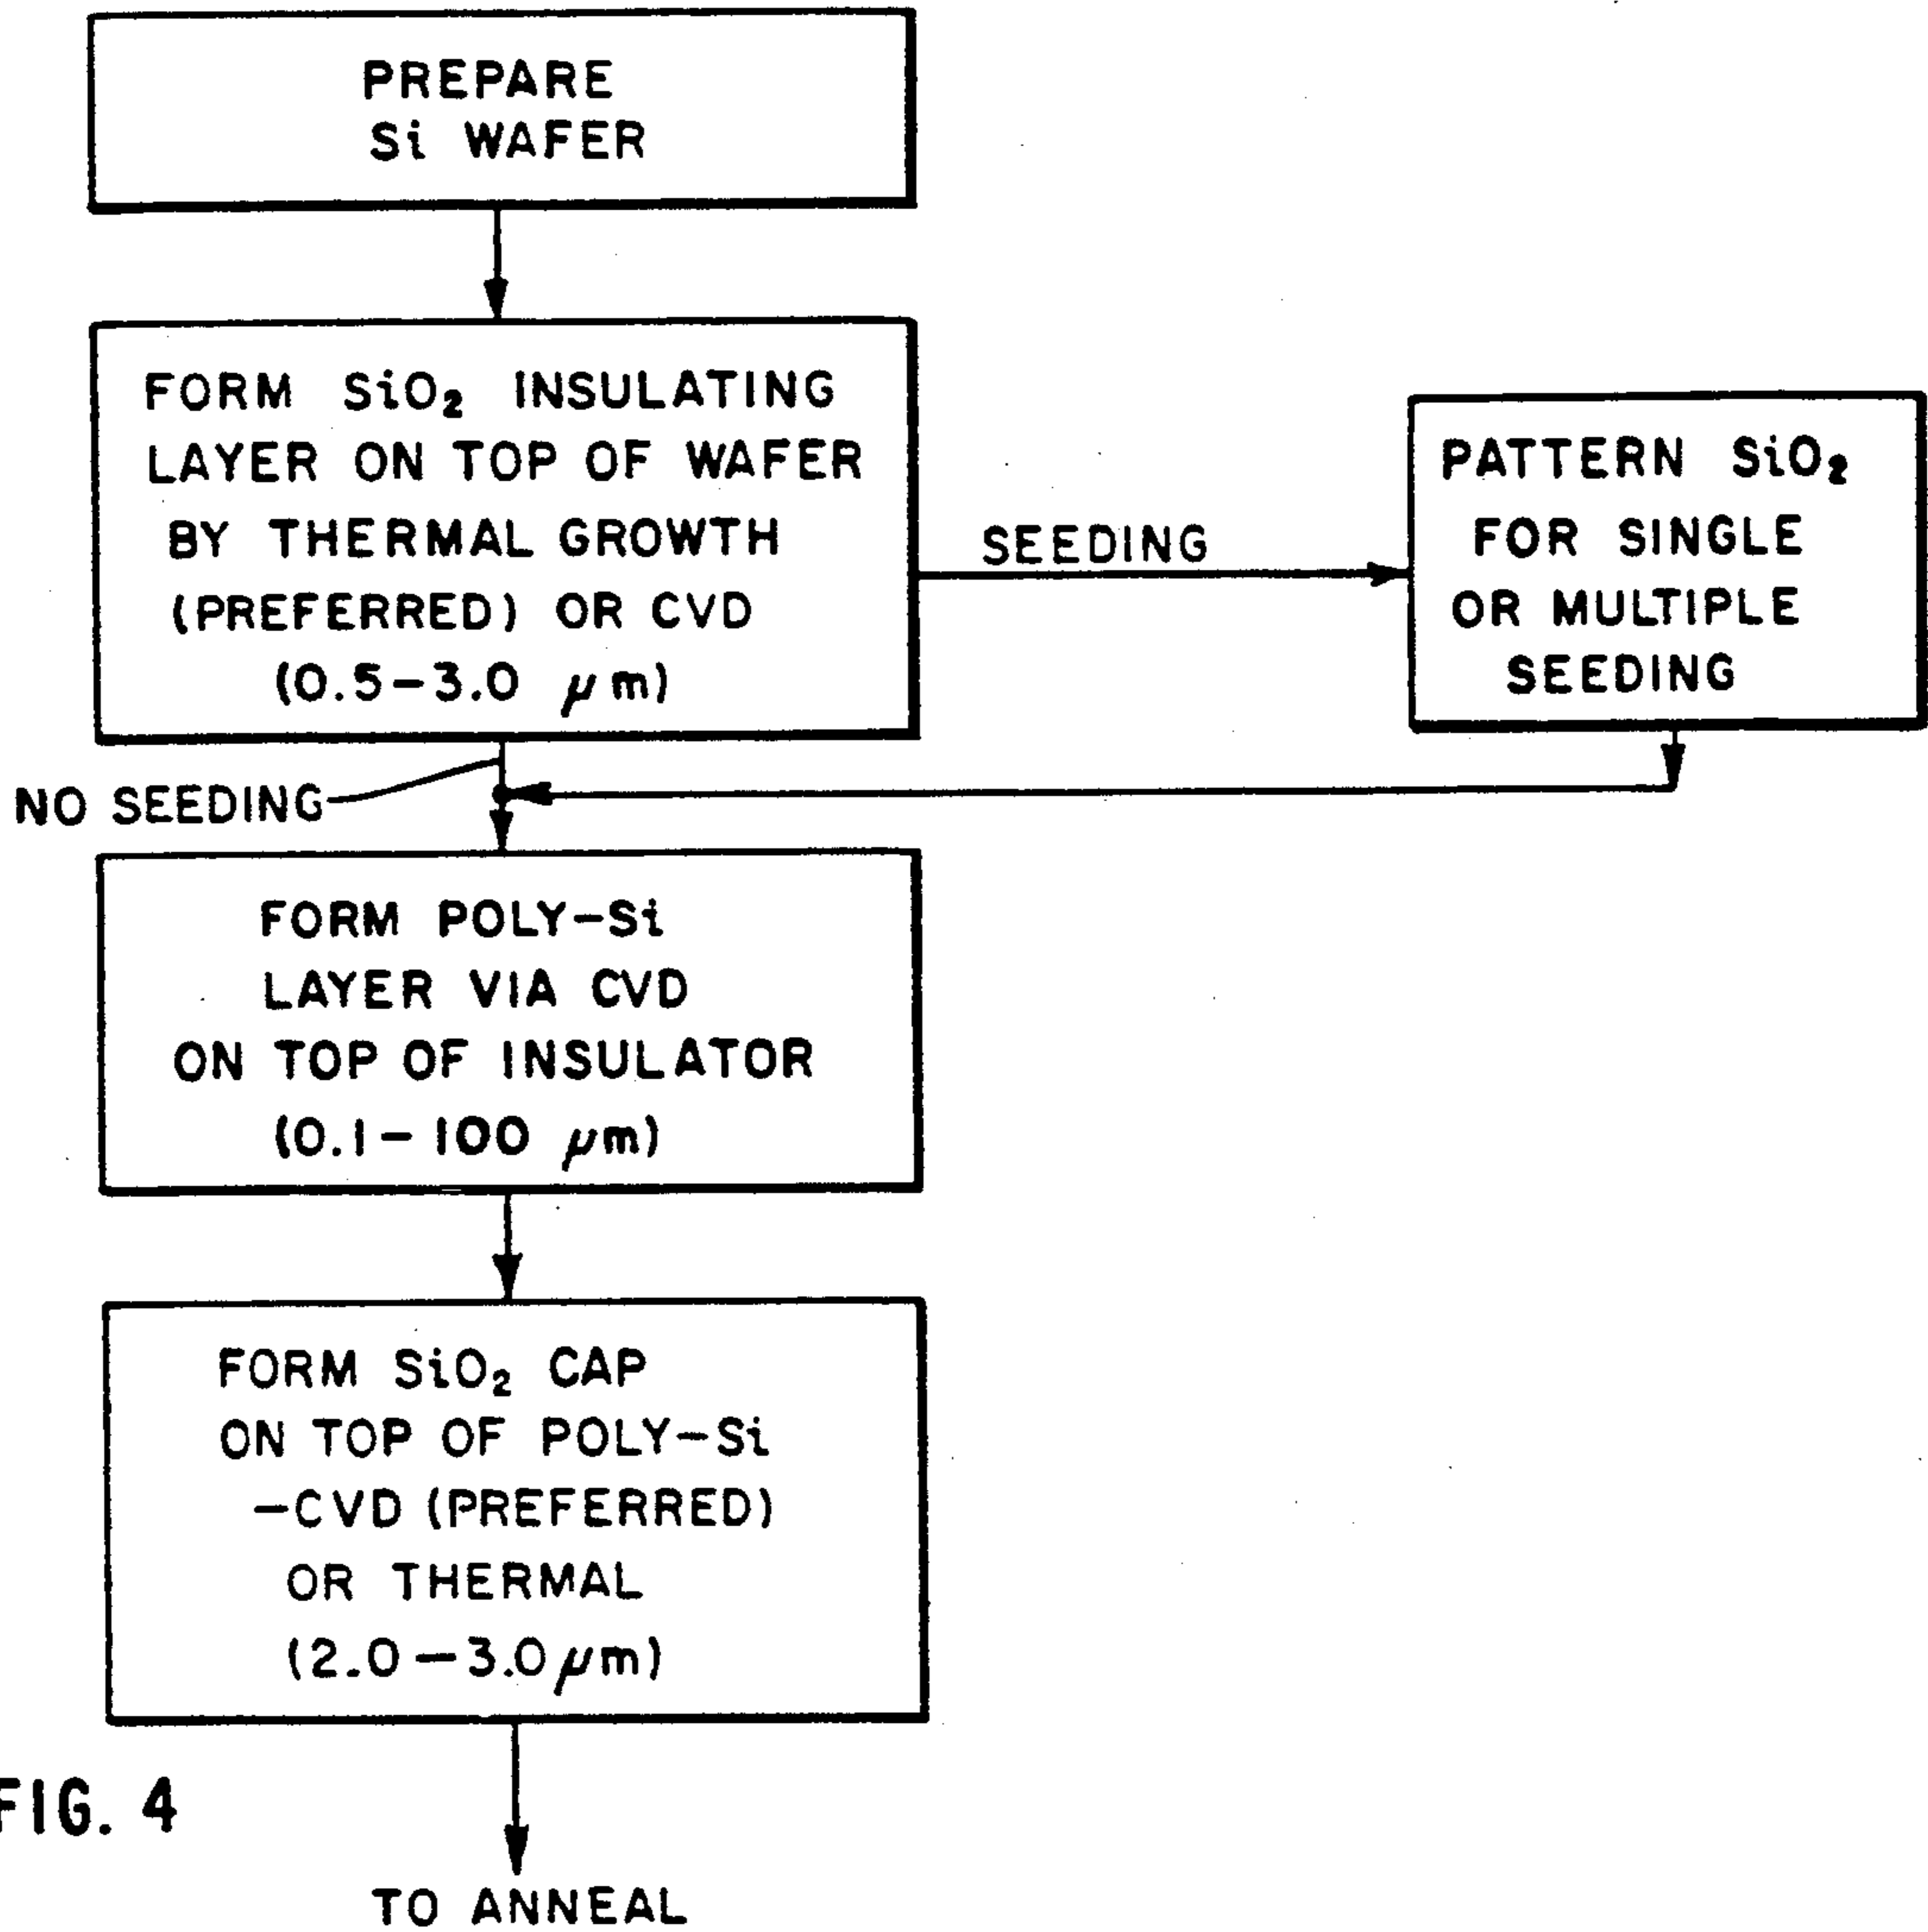 PREPARE
Si WAFER
FORM SiO₂ INSULATING
LAYER ON TOP OF WAFER
BY THERMAL GROWTH
(PREFERRED) OR CVD
(0.5–3.0 μm)
SEEDING
PATTERN SiO₂
FOR SINGLE
OR MULTIPLE
SEEDING
NO SEEDING
FORM POLY–Si
LAYER VIA CVD
ON TOP OF INSULATOR
(0.1– 100 μm)
FORM SiO₂ CAP
ON TOP OF POLY–Si
–CVD (PREFERRED)
OR THERMAL
(2.0–3.0μm)
FIG. 4
TO ANNEAL